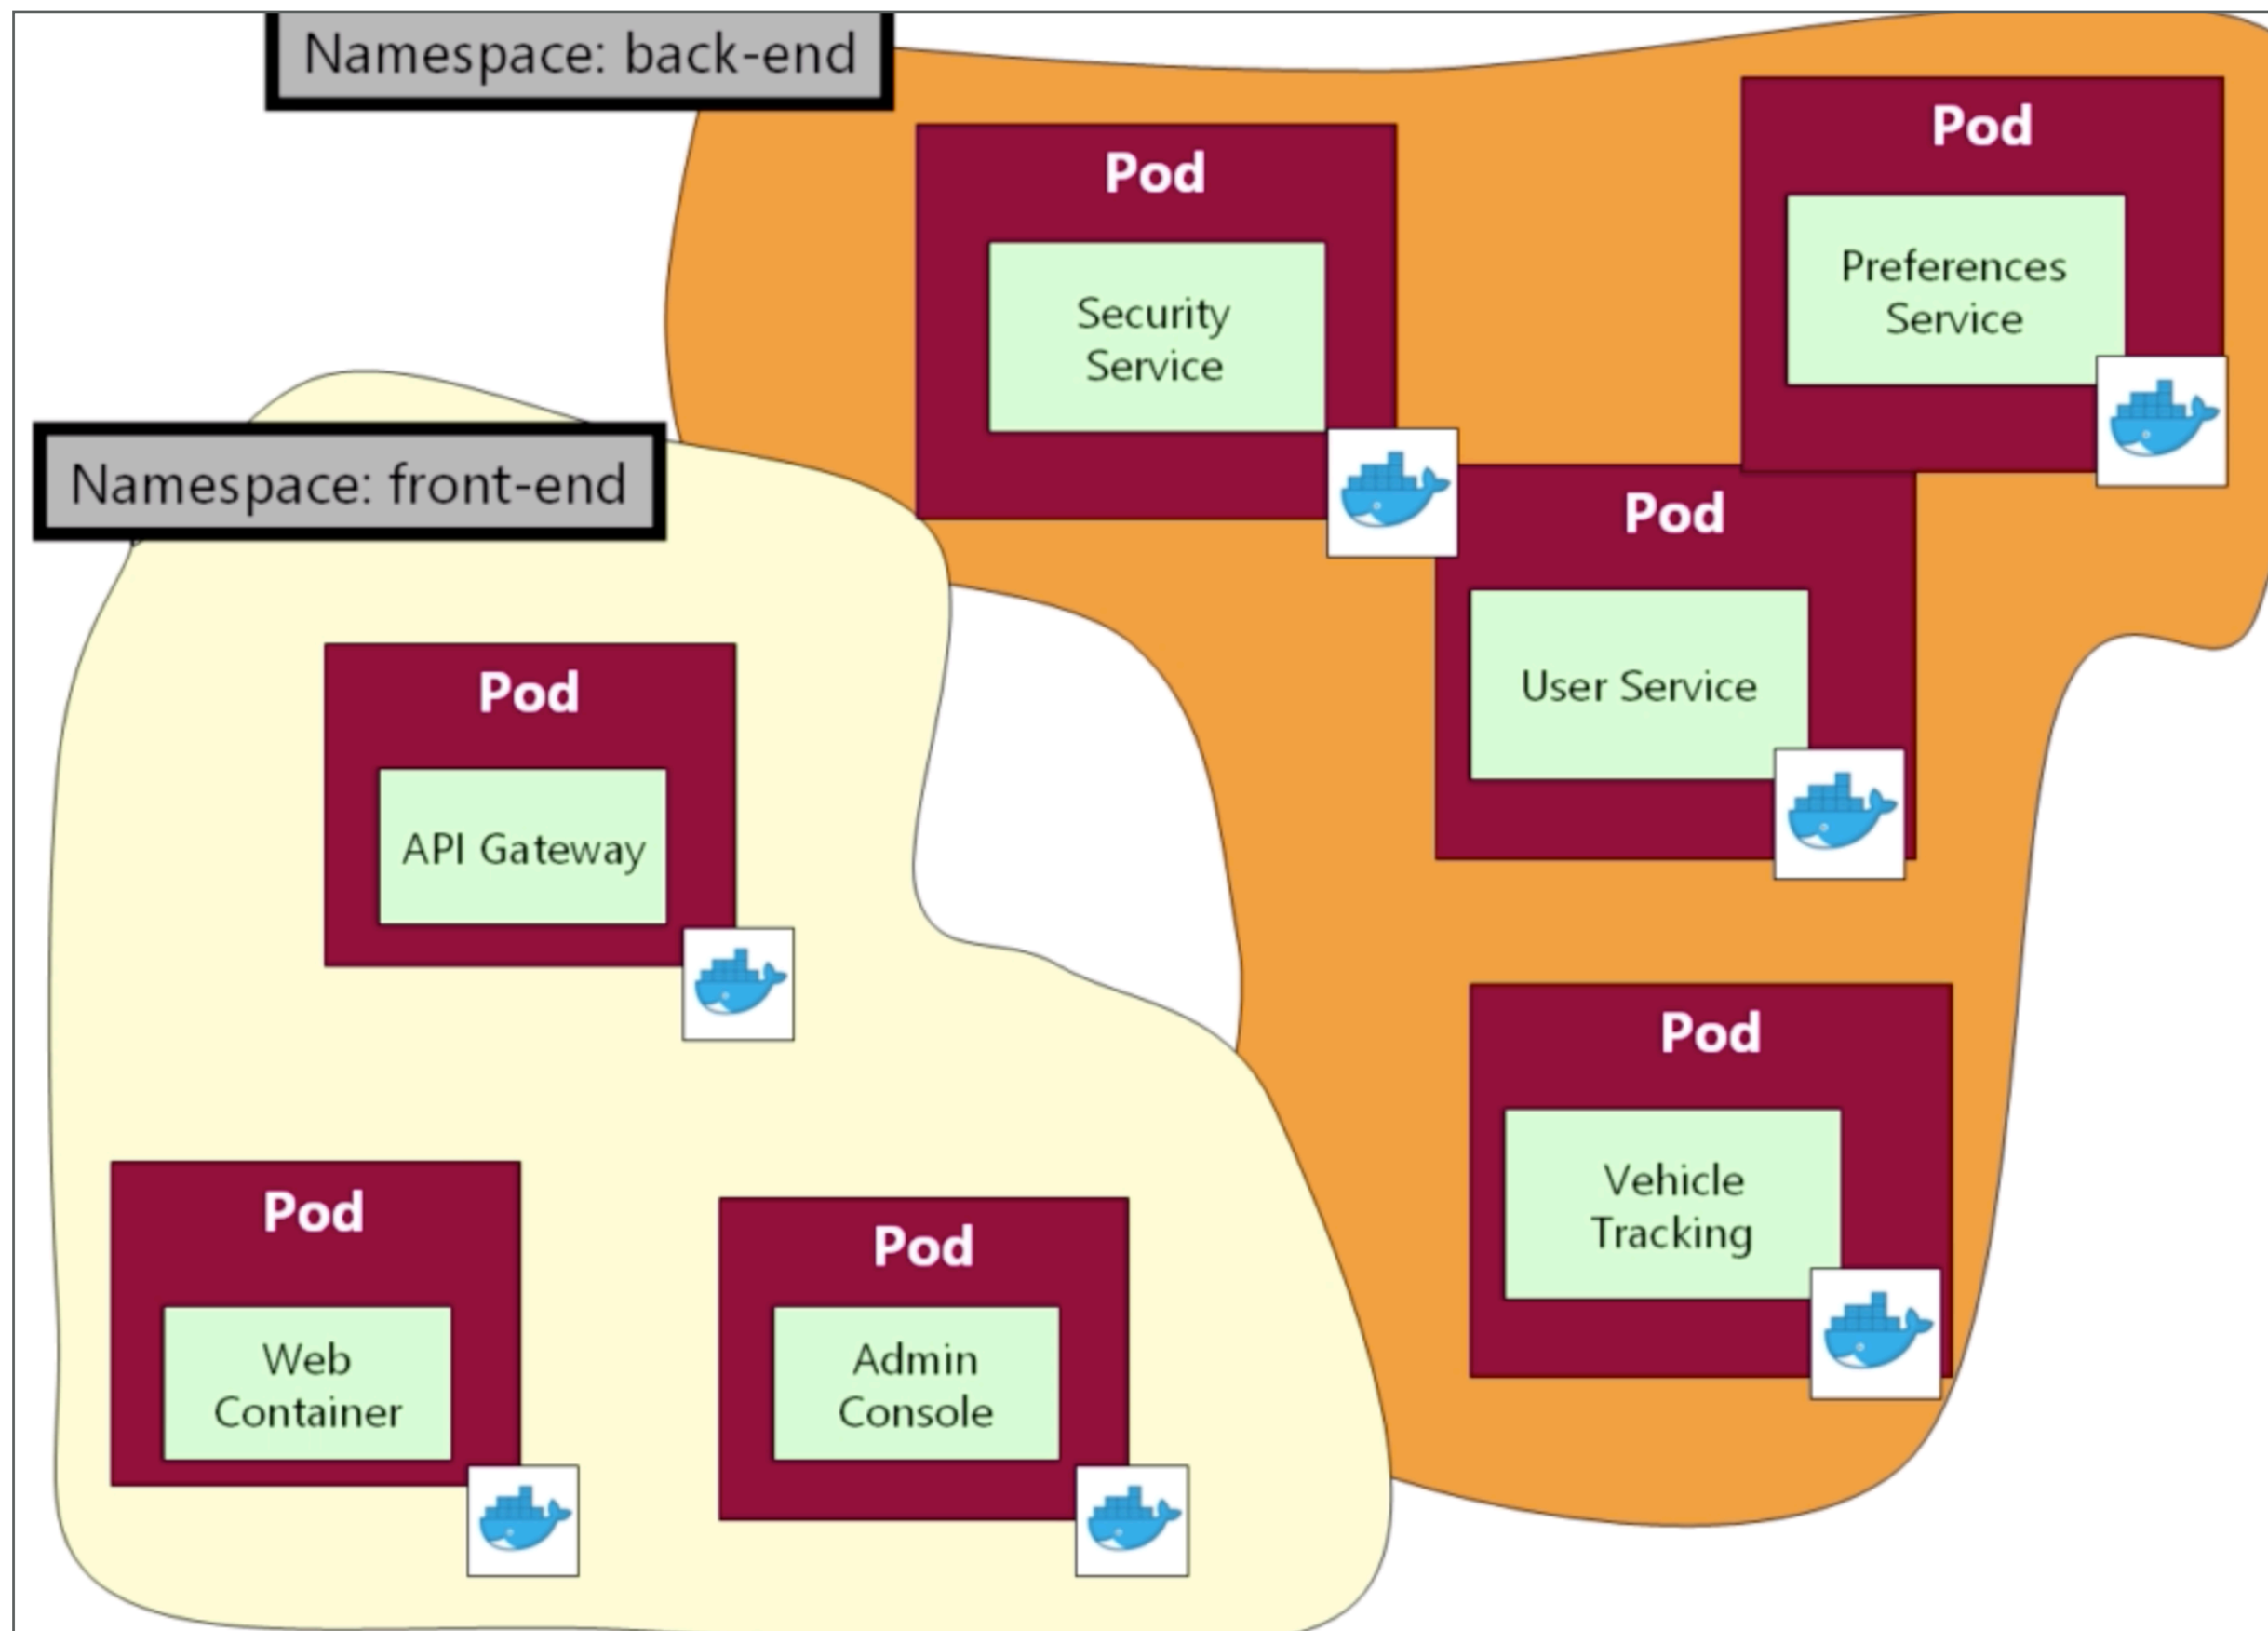 Namespace: back-end
Pod
Security
Service
Pod
Preferences
Service
Pod
User Service
Pod
Vehicle
Tracking
Namespace: front-end
Pod
API Gateway
Pod
Web
Container
Pod
Admin
Console